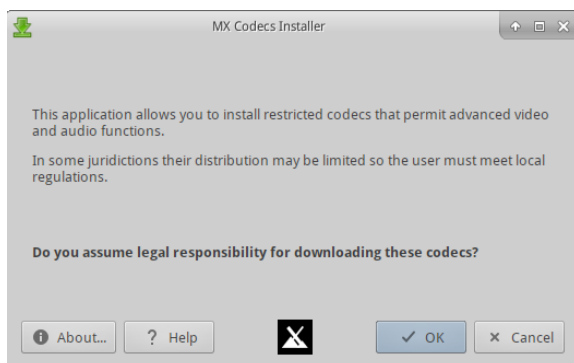 MX Codecs Installer
This application allows you to install restricted codecs that permit advanced video
and audio functions.
In some juridictions their distribution may be limited so the user must meet local
regulations.
Do you assume legal responsibility for downloading these codecs?
About... ? Help OK Cancel